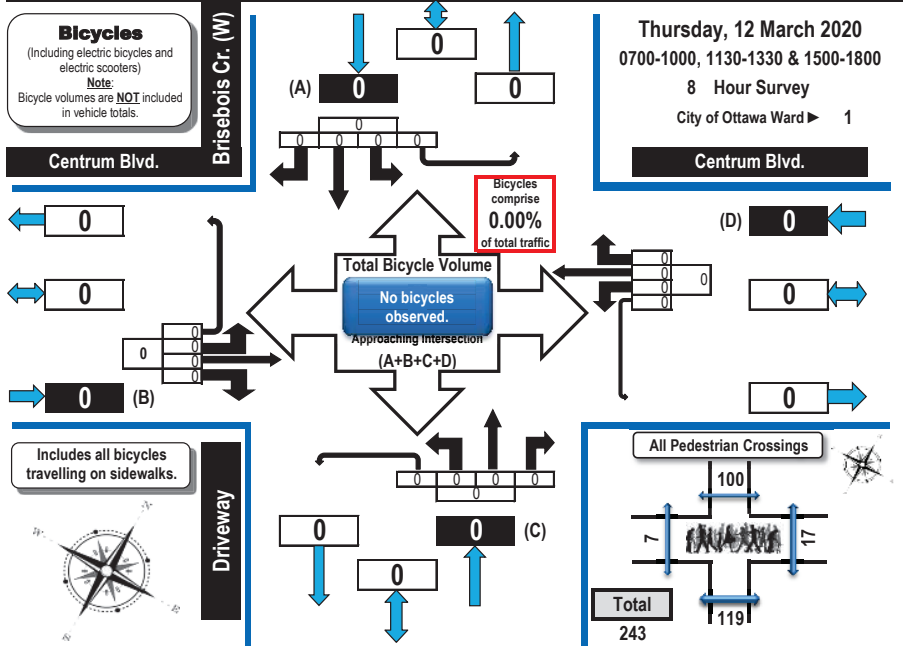 Bicycles
(Including electric bicycles and
electric scooters)
Note:
Bicycle volumes are NOT included
in vehicle totals.
Brisebois Cr. (W)
Centrum Blvd.
(A)
0
0
0
0
0
0
0
0
Thursday, 12 March 2020
0700-1000, 1130-1330 & 1500-1800
8 Hour Survey
City of Ottawa Ward ► 1
Centrum Blvd.
Bicycles
comprise
0.00%
of total traffic
0
0
0
0
0
0
0
0
(B)
Total Bicycle Volume
No bicycles
observed.
Approaching Intersection
(A+B+C+D)
(D)
0
0
0
0
0
0
0
0
Includes all bicycles
travelling on sidewalks.
N
E
S
W
Driveway
0
0
0
0
0
0
0
0
(C)
All Pedestrian Crossings
100
7
17
119
Total
243